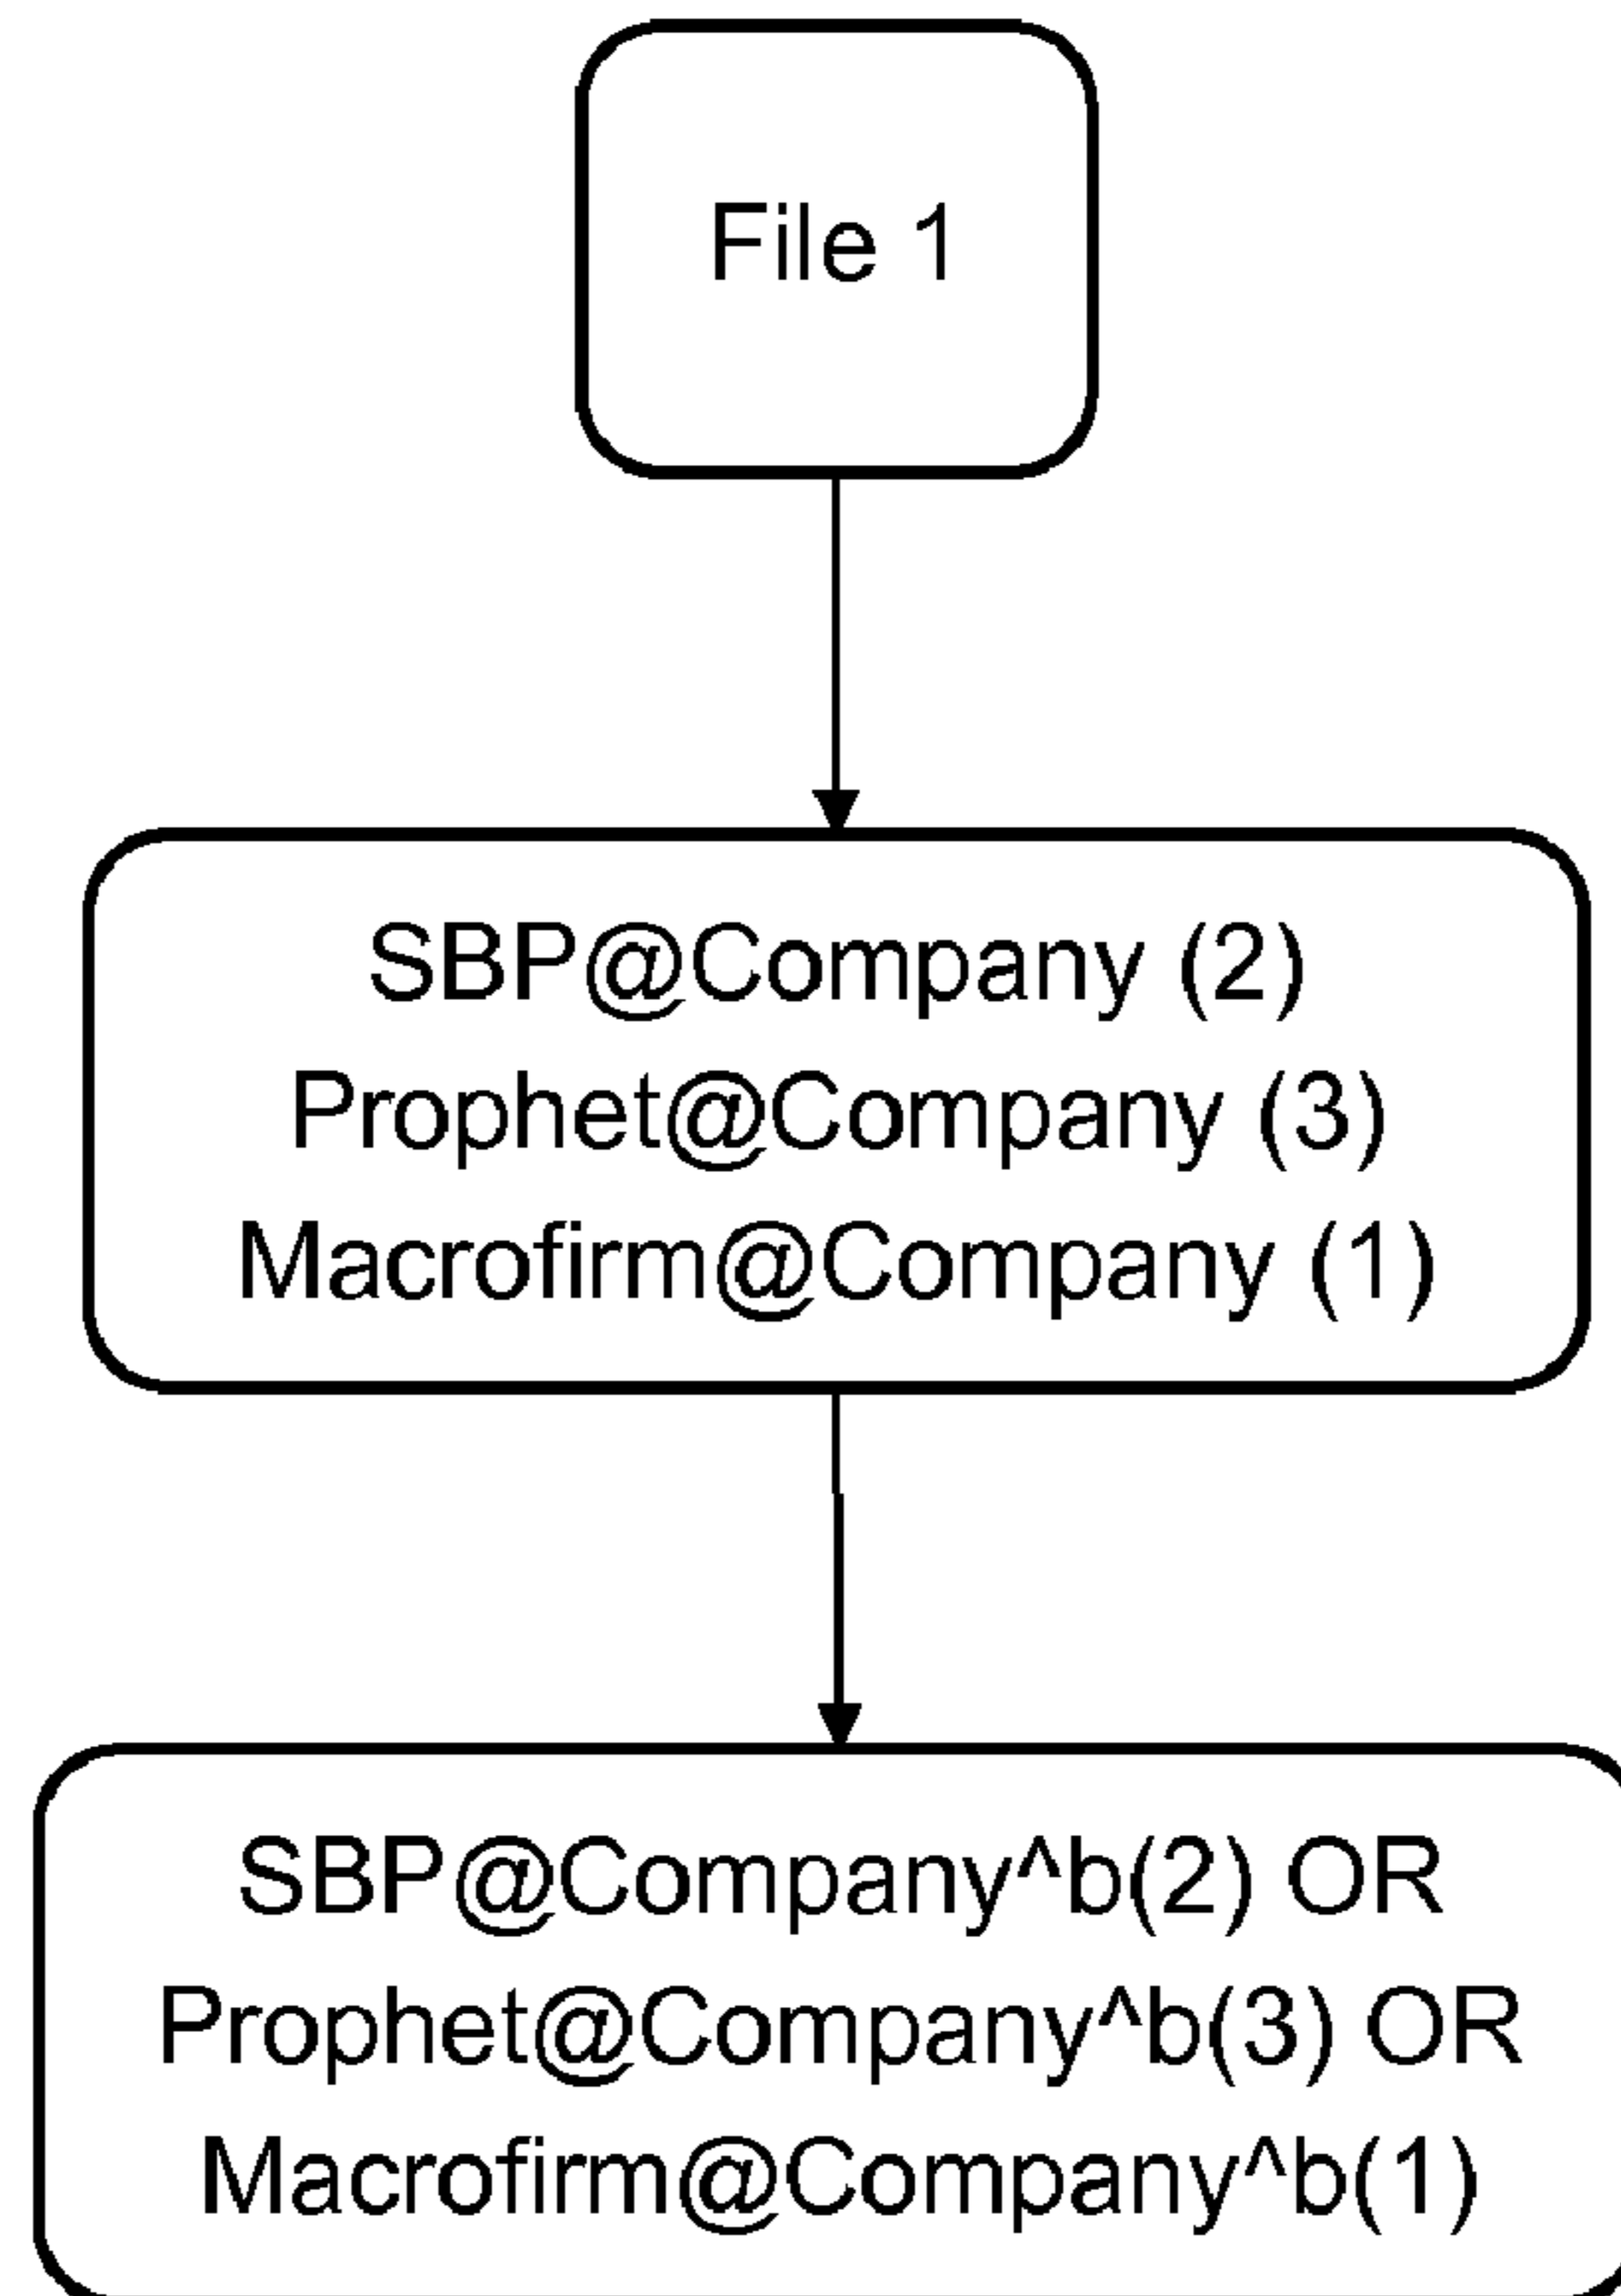 File 1
SBP@Company (2)
Prophet@Company (3)
Macrofirm@Company (1)
SBP@Company^b(2) OR
Prophet@Company^b(3) OR
Macrofirm@Company^b(1)